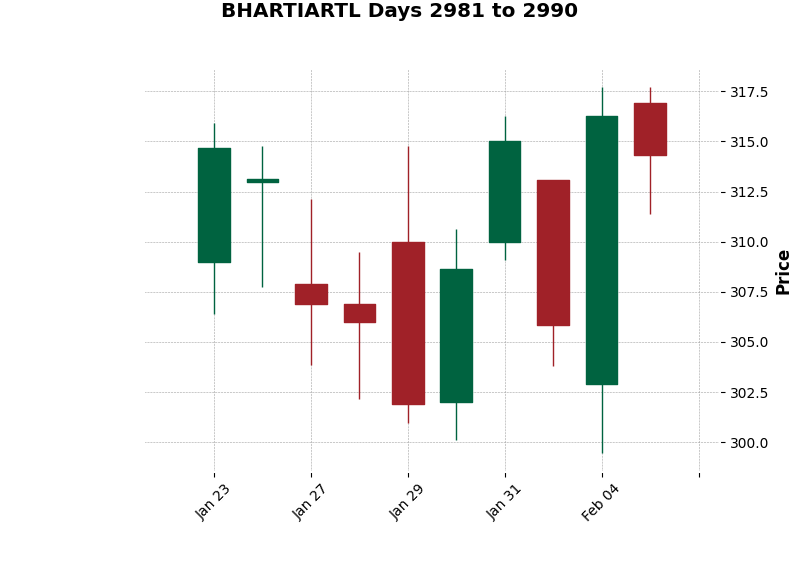 BHARTIARTL Days 2981 to 2990
317.5
315.0
312.5
310.0
307.5
305.0
302.5
300.0
Price
Jan 23
Jan 27
Jan 29
Jan 31
Feb 04